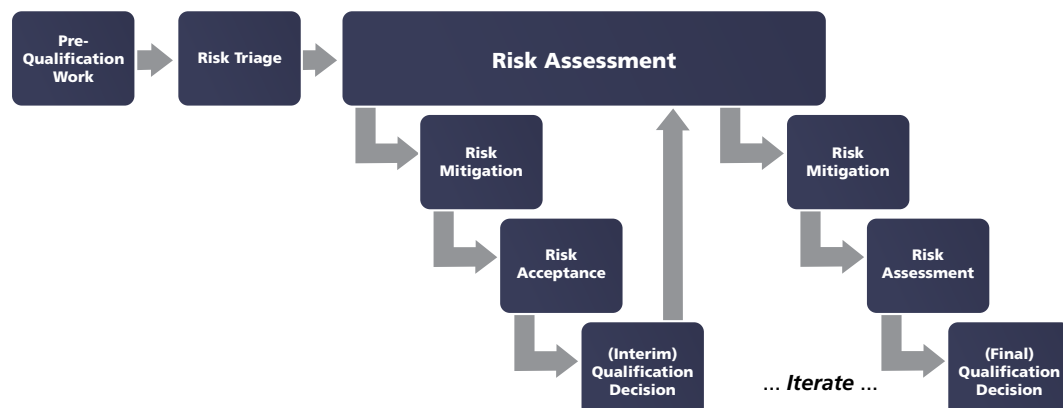 Pre-
Qualification
Work
Risk Triage
Risk Assessment
Risk
Mitigation
Risk
Acceptance
(Interim)
Qualification
Decision
... Iterate ...
Risk
Mitigation
Risk
Assessment
(Final)
Qualification
Decision